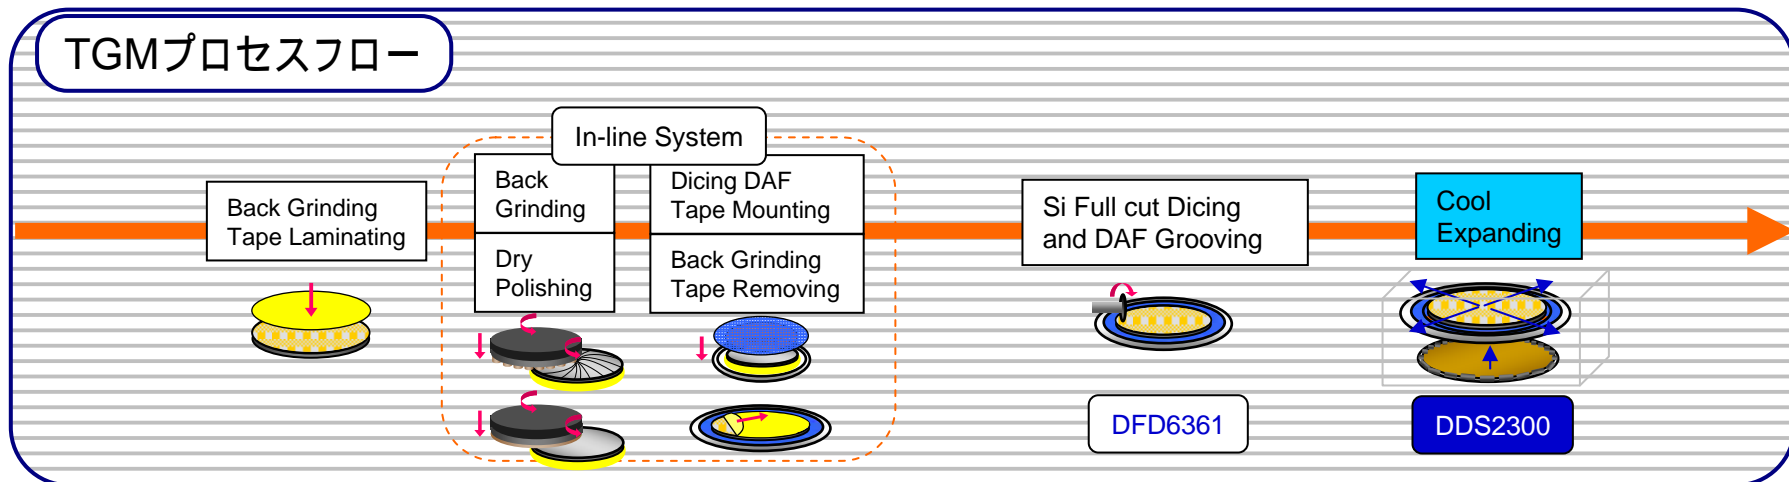 TGMプロセスフロー
In-line System
Back Grinding
Tape Laminating
Back
Grinding
Dry
Polishing
Dicing DAF
Tape Mounting
Back Grinding
Tape Removing
Si Full cut Dicing
and DAF Grooving
Cool
Expanding
DFD6361
DDS2300